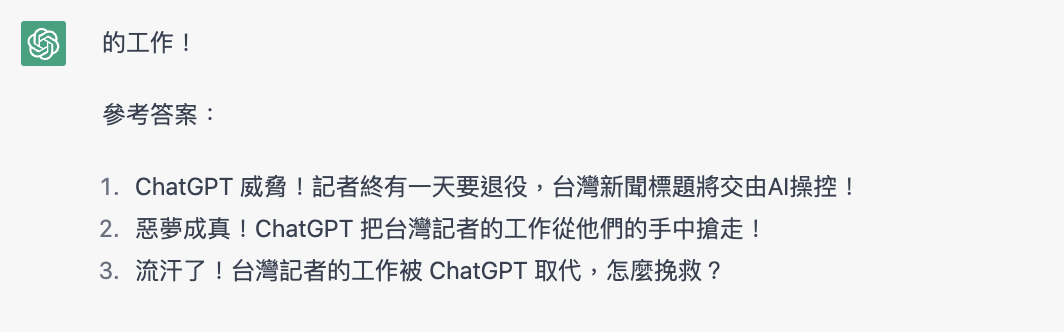 的工作！
參考答案：
1. ChatGPT 威脅！記者終有一天要退役，台灣新聞標題將交由AI操控！
2. 惡夢成真！ChatGPT 把台灣記者的工作從他們的手中搶走！
3. 流汗了！台灣記者的工作被 ChatGPT 取代，怎麼挽救？